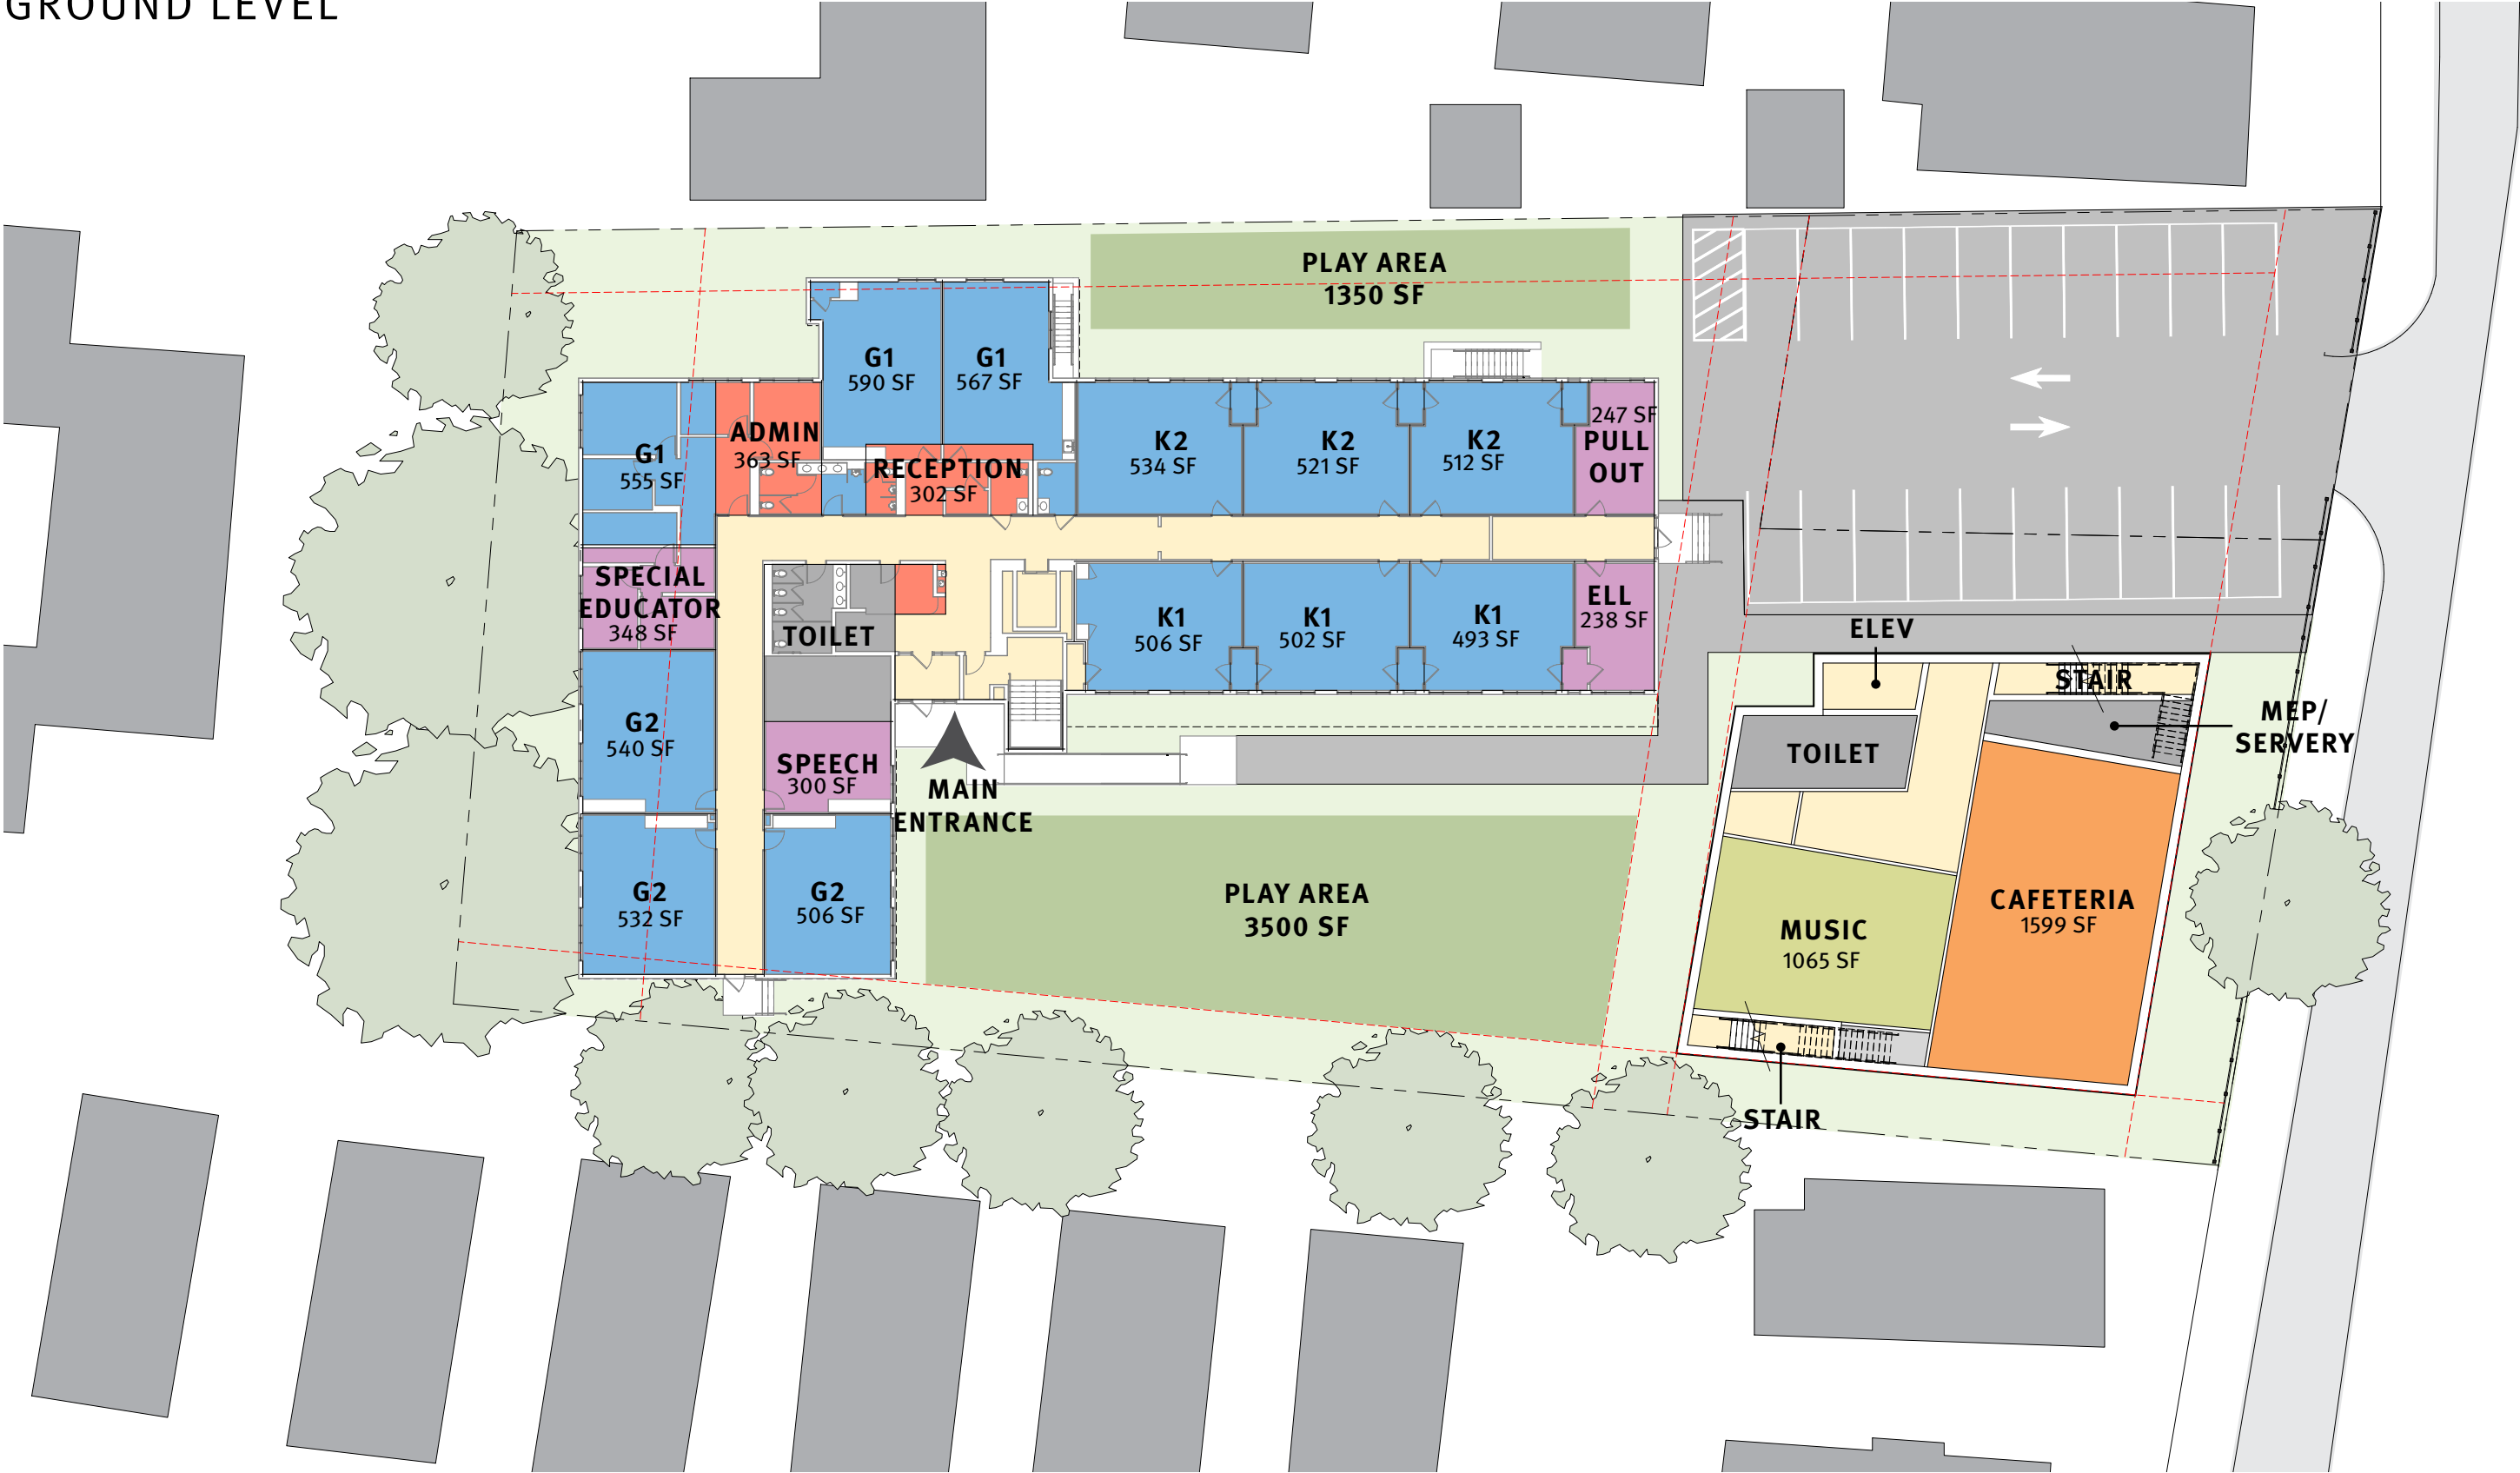 GROUND LEVEL
PLAY AREA
1350 SF
G1
590 SF
G1
567 SF
G1
555 SF
ADMIN
363 SF
RECEPTION
302 SF
K2
534 SF
K2
521 SF
K2
512 SF
247 SF
PULL
OUT
SPECIAL
EDUCATOR
348 SF
TOILET
K1
506 SF
K1
502 SF
K1
493 SF
ELL
238 SF
ELEV
STAIR
MEP/
SERVERY
TOILET
G2
540 SF
SPEECH
300 SF
MAIN
ENTRANCE
G2
532 SF
G2
506 SF
PLAY AREA
3500 SF
MUSIC
1065 SF
CAFETERIA
1599 SF
STAIR